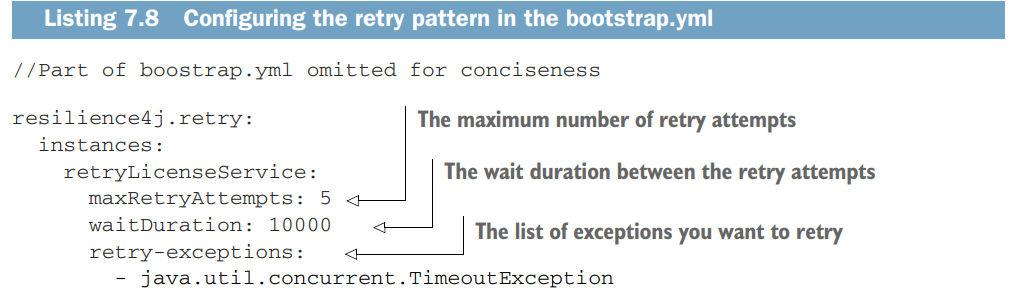 Listing 7.8 Configuring the retry pattern in the bootstrap.yml
//Part of boostrap.yml omitted for conciseness
resilience4j.retry:
The maximum number of retry attempts
instances:
retryLicenseService:
The wait duration between the retry attempts
maxRetryAttempts: 5
waitDuration: 10000
The list of exceptions you want to retry
retry-exceptions:
- java.util.concurrent.TimeoutException